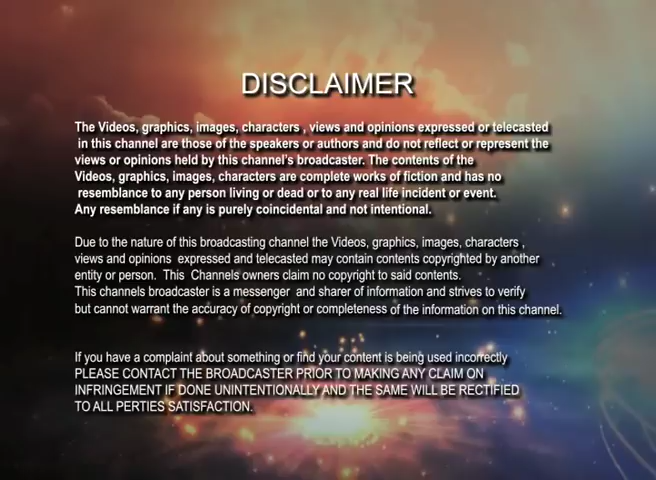 DISCLAIMER
The Videos, graphics, images, characters , views and opinions expressed or telecasted
in this channel are those of the speakers or authors and do not reflect or represent the
views or opinions held by this channel's broadcaster. The contents of the
Videos, graphics, images, characters are complete works of fiction and has no
resemblance to any person living or dead or to any real life incident or event.
Any resemblance if any is purely coincidental and not intentional.
Due to the nature of this broadcasting channel the Videos, graphics, images, characters ,
views and opinions expressed and telecasted may contain contents copyrighted by another
entity or person. This Channels owners claim no copyright to said contents.
This channels broadcaster is a messenger and sharer of information and strives to verify
but cannot warrant the accuracy of copyright or completeness of the information on this channel.
If you have a complaint about something or find your content is being used incorrectly
PLEASE CONTACT THE BROADCASTER PRIOR TO MAKING ANY CLAIM ON
INFRINGEMENT IF DONE UNINTENTIONALLY AND THE SAME WILL BE RECTIFIED
TO ALL PERTIES SATISFACTION.